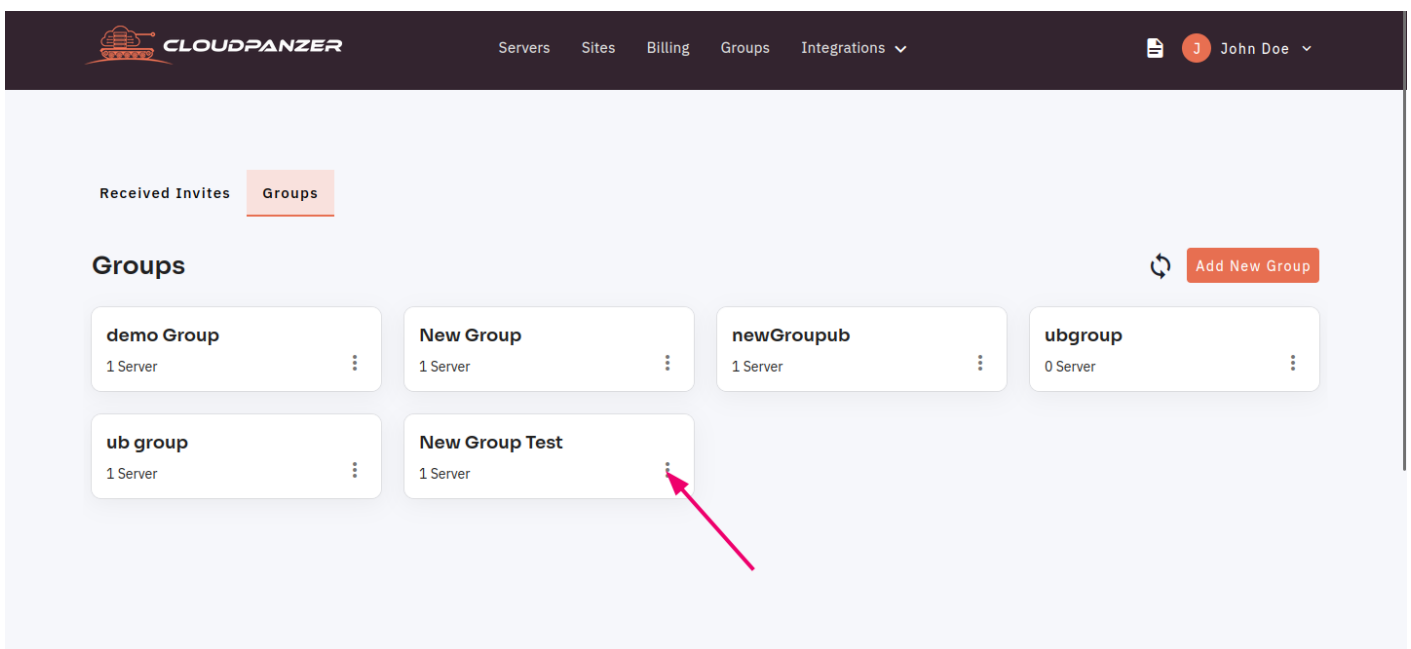 CLOUDPANZER Servers Sites Billing Groups Integrations J John Doe
Received Invites Groups
Groups Add New Group
demo Group New Group newGroupub ubgroup
1 Server 1 Server 1 Server 0 Server
ub group New Group Test
1 Server 1 Server